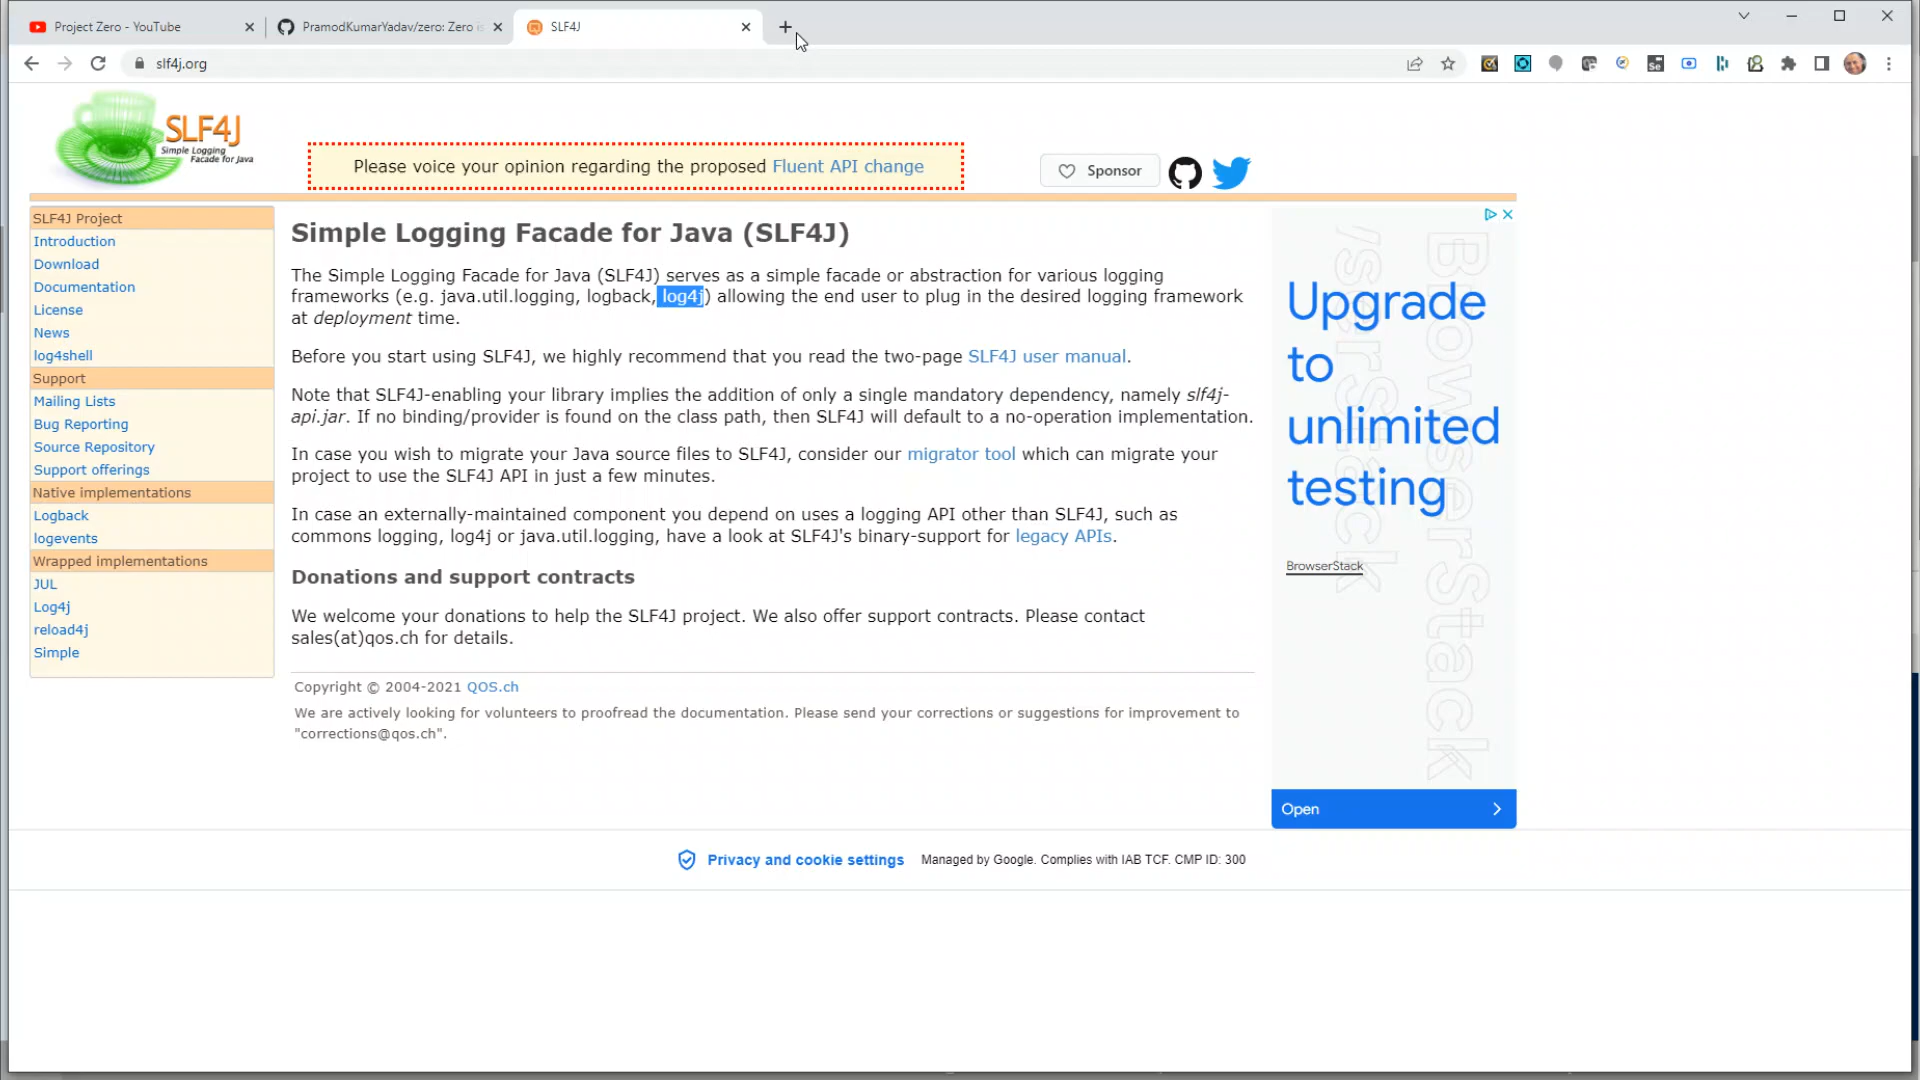 Project Zero - YouTube
PramodKumarYadav/zero: Zero is
SLF4J
slf4j.org
SLF4J
Simple Logging
Facade for Java
Please voice your opinion regarding the proposed Fluent API change
Sponsor
SLF4J Project
Introduction
Download
Documentation
License
News
log4shell
Support
Mailing Lists
Bug Reporting
Source Repository
Support offerings
Native implementations
Logback
logevents
Wrapped implementations
JUL
Log4j
reload4j
Simple
Simple Logging Facade for Java (SLF4J)
The Simple Logging Facade for Java (SLF4J) serves as a simple facade or abstraction for various logging
frameworks (e.g. java.util.logging, logback, log4j) allowing the end user to plug in the desired logging framework
at deployment time.
Before you start using SLF4J, we highly recommend that you read the two-page SLF4J user manual.
Note that SLF4J-enabling your library implies the addition of only a single mandatory dependency, namely slf4j-
api.jar. If no binding/provider is found on the class path, then SLF4J will default to a no-operation implementation.
In case you wish to migrate your Java source files to SLF4J, consider our migrator tool which can migrate your
project to use the SLF4J API in just a few minutes.
In case an externally-maintained component you depend on uses a logging API other than SLF4J, such as
commons logging, log4j or java.util.logging, have a look at SLF4J's binary-support for legacy APIs.
Donations and support contracts
We welcome your donations to help the SLF4J project. We also offer support contracts. Please contact
sales(at)qos.ch for details.
Copyright © 2004-2021 QOS.ch
We are actively looking for volunteers to proofread the documentation. Please send your corrections or suggestions for improvement to
"corrections@qos.ch".
Upgrade
to
unlimited
testing
BrowserStack
BrowserStack
Open
Privacy and cookie settings Managed by Google. Complies with IAB TCF. CMP ID: 300